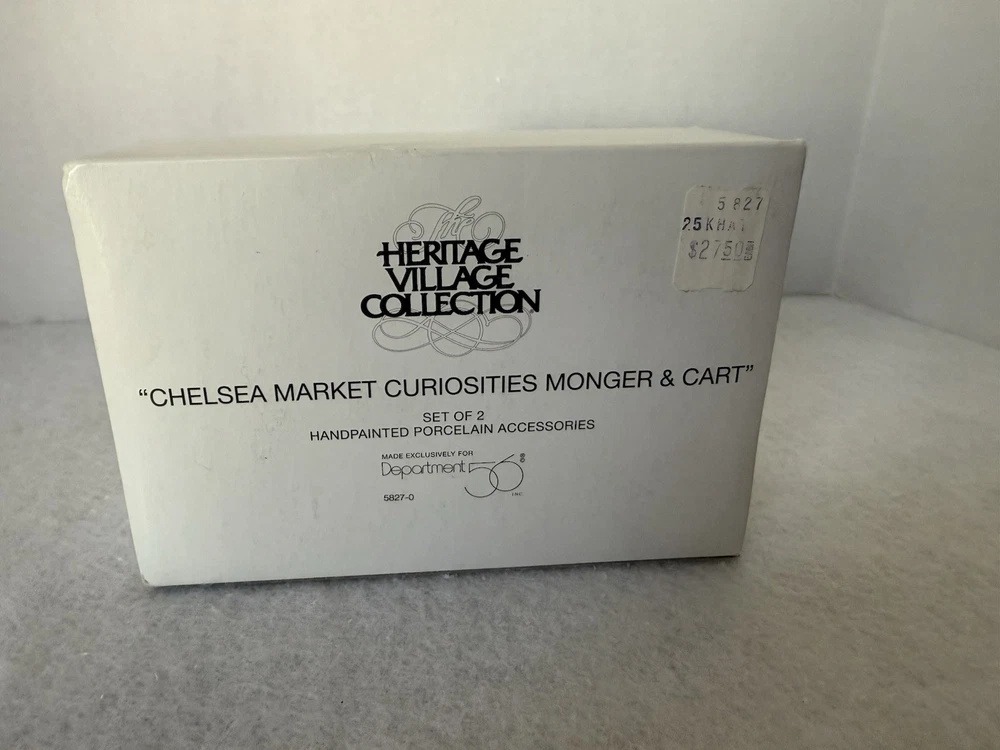 5827
$27.50
The
HERITAGE
VILLAGE
COLLECTION
“CHELSEA MARKET CURIOSITIES MONGER & CART”
SET OF 2
HANDPAINTED PORCELAIN ACCESSORIES
MADE EXCLUSIVELY FOR
Department 56®
INC
5827-0